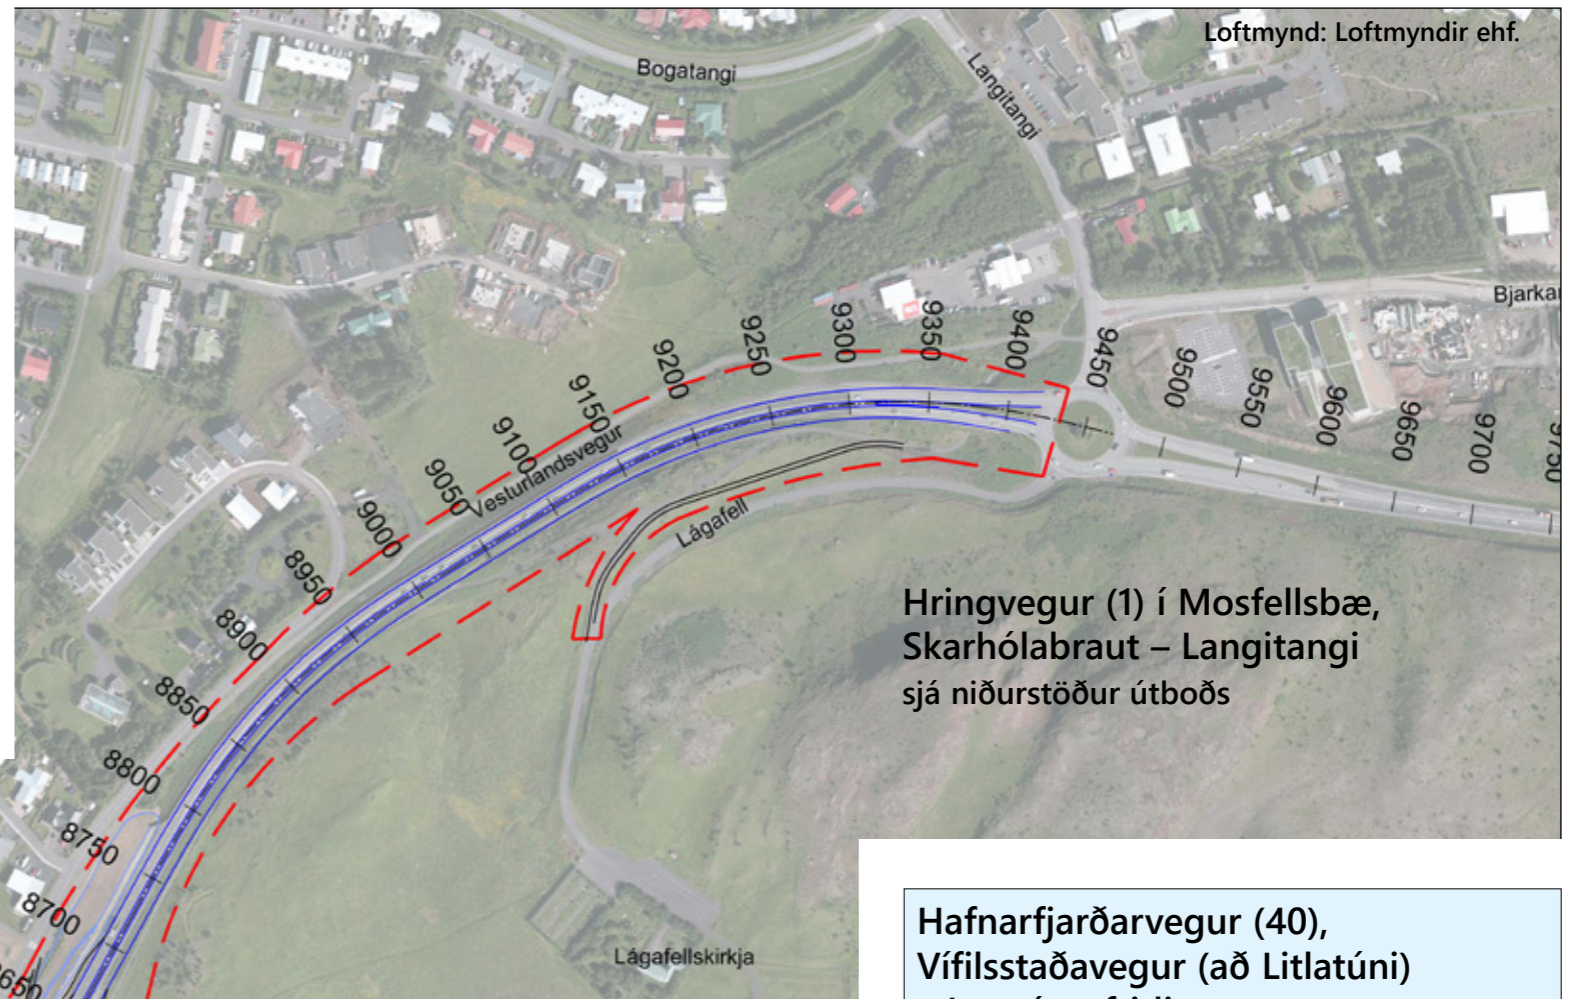 Loftmynd: Loftmyndir ehf.
Bogatangi
Langitangi
Bjarka
9300
9350
9400
9450
9250
9200
9150
9100
9050
9000
8950
8900
8850
8800
8750
8700
9500
9550
9600
9650
9700
9750
Vesturlandsvegur
Lágafell
Hringvegur (1) í Mosfellsbæ,
Skarhólabraut – Langitangi
sjá niðurstöður útboðs
Lágafellskirkja
Hafnarfjarðarvegur (40),
Vífilsstaðavegur (að Litlatúni)